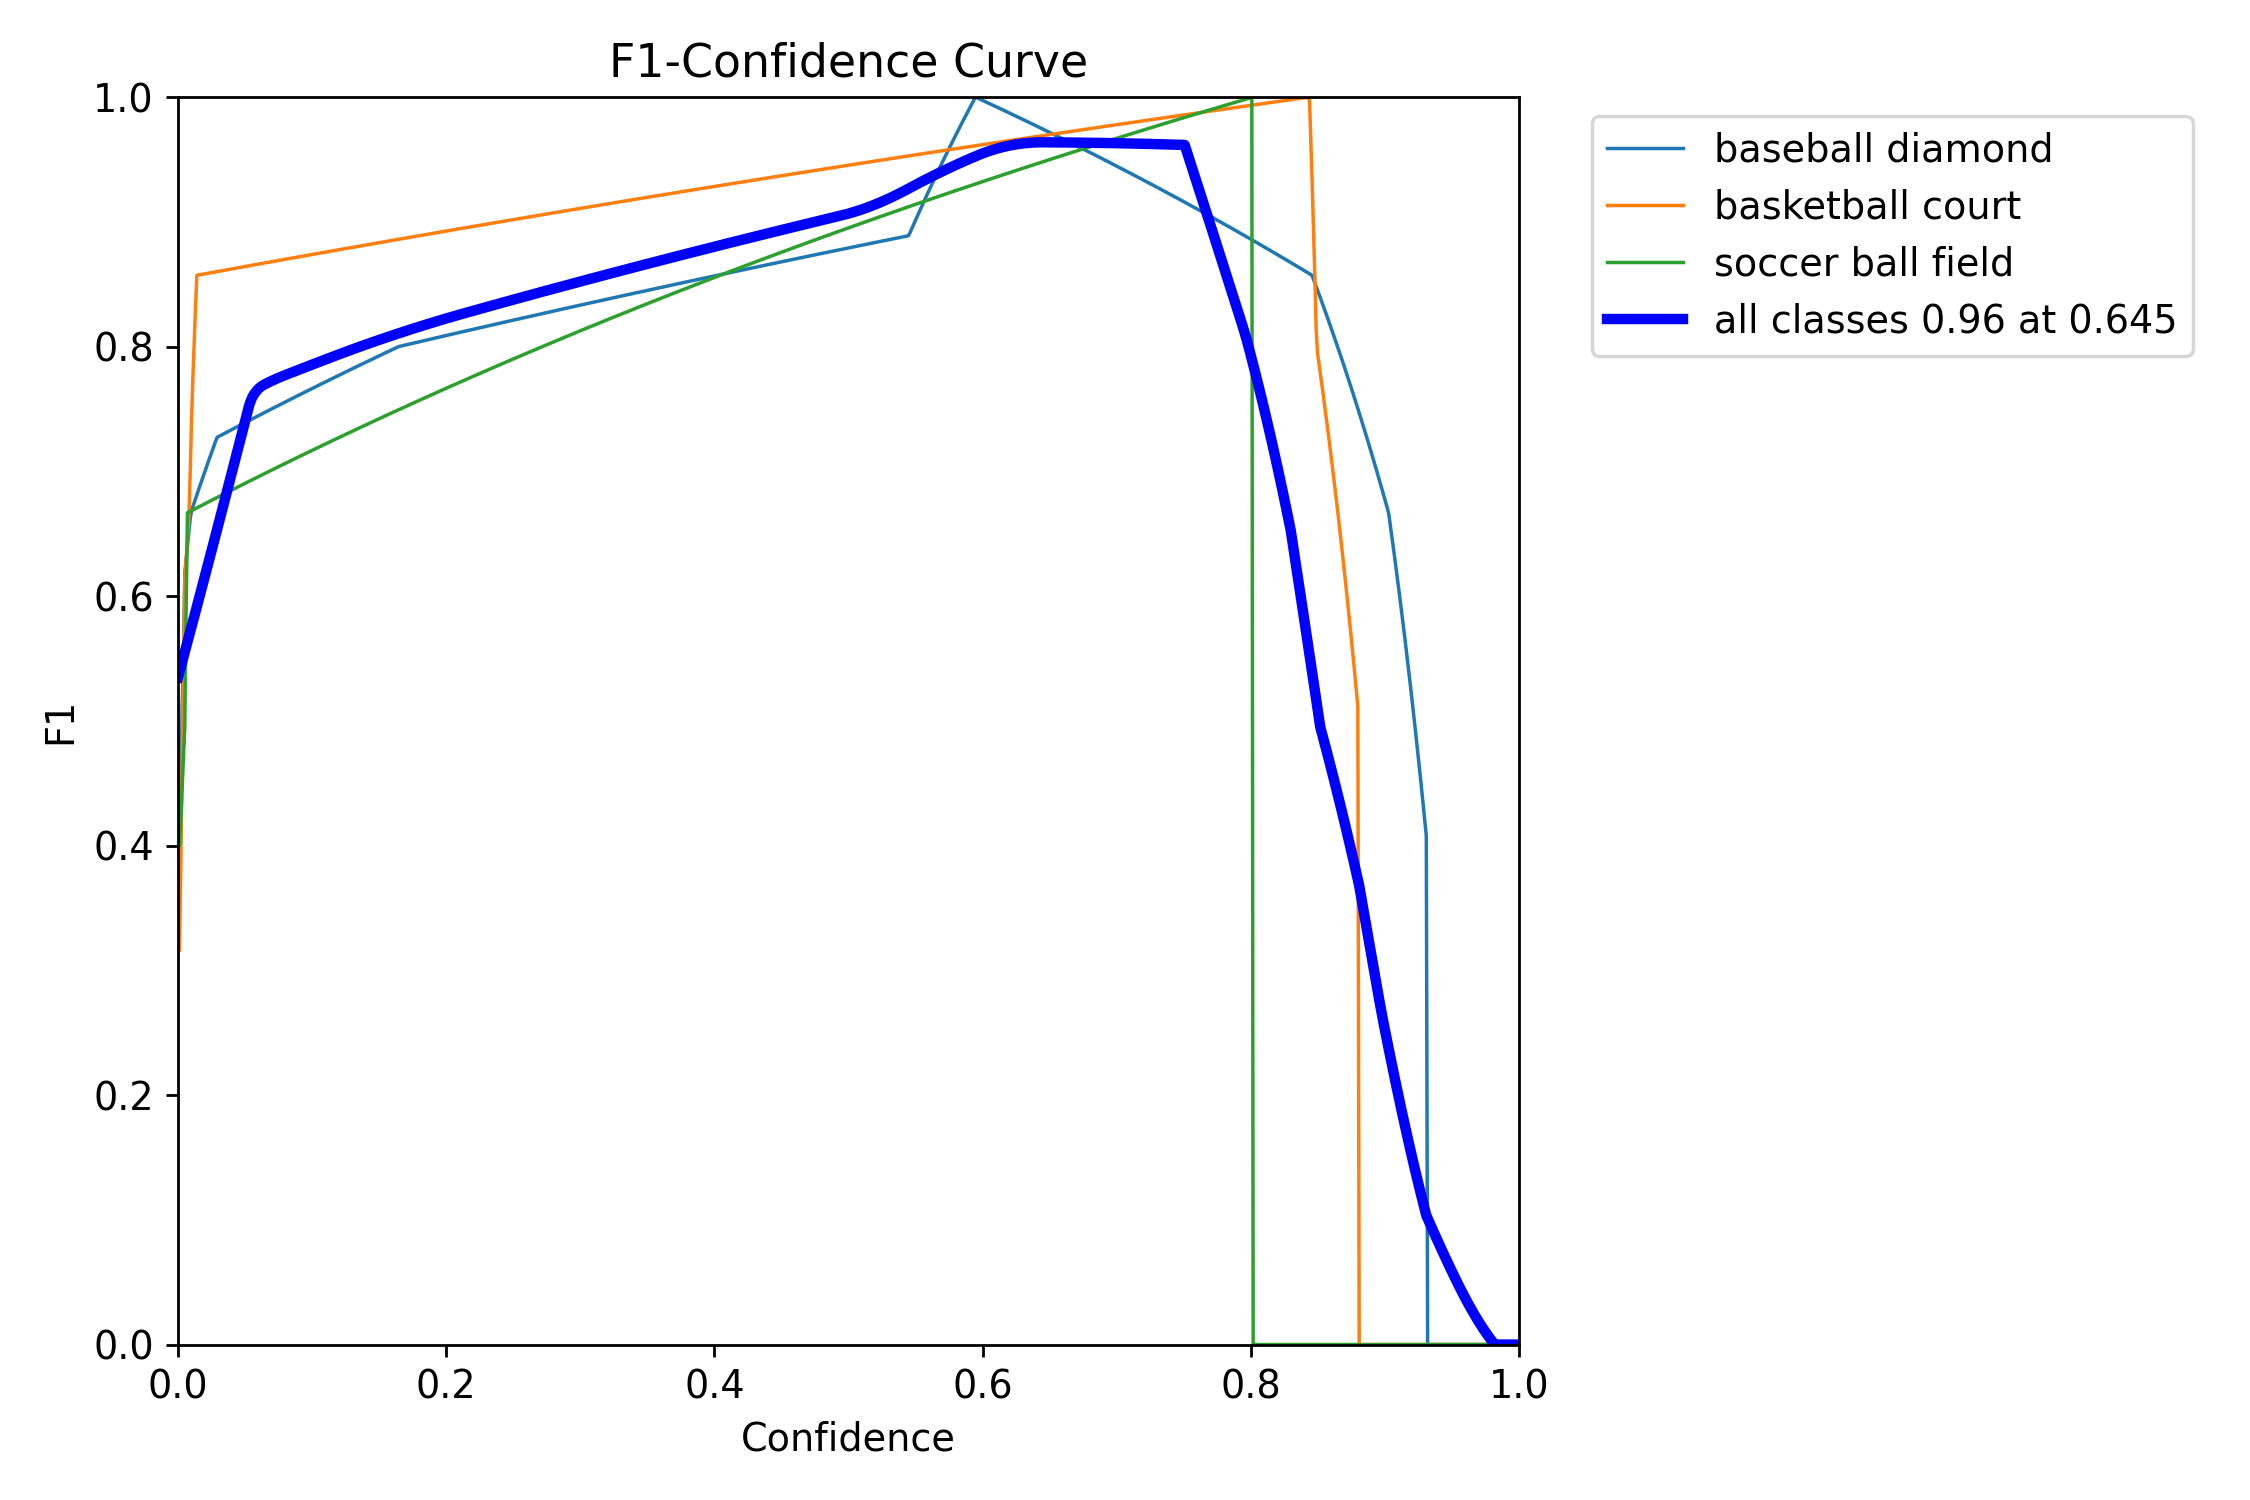 F1-Confidence Curve
1.0
0.8
0.6
0.4
0.2
0.0
F1
0.0 0.2 0.4 0.6 0.8 1.0
Confidence
baseball diamond
basketball court
soccer ball field
all classes 0.96 at 0.645